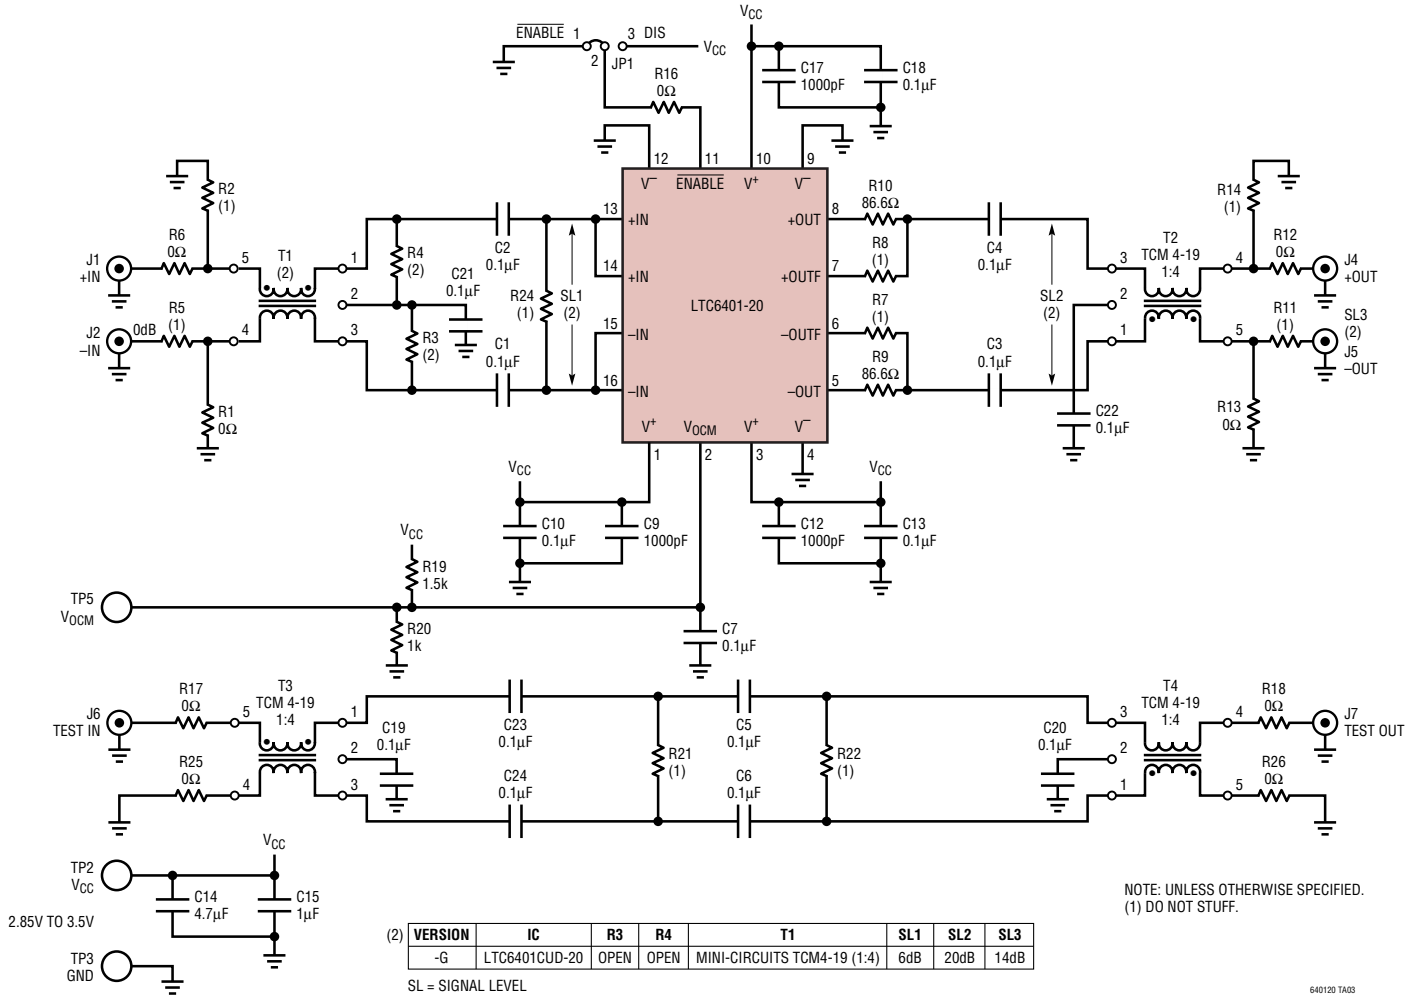 VCC
ENABLE 1
3 DIS
VCC
2
JP1
R16
0Ω
C17
1000pF
C18
0.1µF
12
11
10
9
V–
ENABLE
V+
V–
R2
(1)
R6
0Ω
J1
+IN
5
T1
(2)
1
R4
(2)
C2
0.1µF
13
+IN
C21
0.1µF
2
R24
(1)
SL1
(2)
14
+IN
LTC6401-20
J2
–IN
0dB
R5
(1)
4
3
R3
(2)
C1
0.1µF
15
–IN
16
–IN
R1
0Ω
+OUT
8
R10
86.6Ω
R8
(1)
+OUTF
7
R7
(1)
–OUTF
6
R9
86.6Ω
–OUT
5
C4
0.1µF
C3
0.1µF
SL2
(2)
3
T2
TCM 4-19
1:4
4
2
1
5
R14
(1)
R12
0Ω
J4
+OUT
R11
(1)
SL3
(2)
J5
–OUT
C22
0.1µF
R13
0Ω
V+
VOCM
V+
V–
1
2
3
4
VCC
VCC
C10
0.1µF
C9
1000pF
C12
1000pF
C13
0.1µF
VCC
R19
1.5k
TP5
VOCM
R20
1k
C7
0.1µF
J6
TEST IN
R17
0Ω
5
T3
TCM 4-19
1:4
1
2
C19
0.1µF
R25
0Ω
4
3
C23
0.1µF
C24
0.1µF
R21
(1)
C5
0.1µF
C6
0.1µF
R22
(1)
C20
0.1µF
3
2
1
T4
TCM 4-19
1:4
4
R18
0Ω
J7
TEST OUT
5
R26
0Ω
VCC
TP2
VCC
C14
4.7µF
C15
1µF
2.85V TO 3.5V
TP3
GND
NOTE: UNLESS OTHERWISE SPECIFIED.
(1) DO NOT STUFF.
(2) VERSION IC R3 R4 T1 SL1 SL2 SL3
-G LTC6401CUD-20 OPEN OPEN MINI-CIRCUITS TCM4-19 (1:4) 6dB 20dB 14dB
SL = SIGNAL LEVEL
640120 TA03